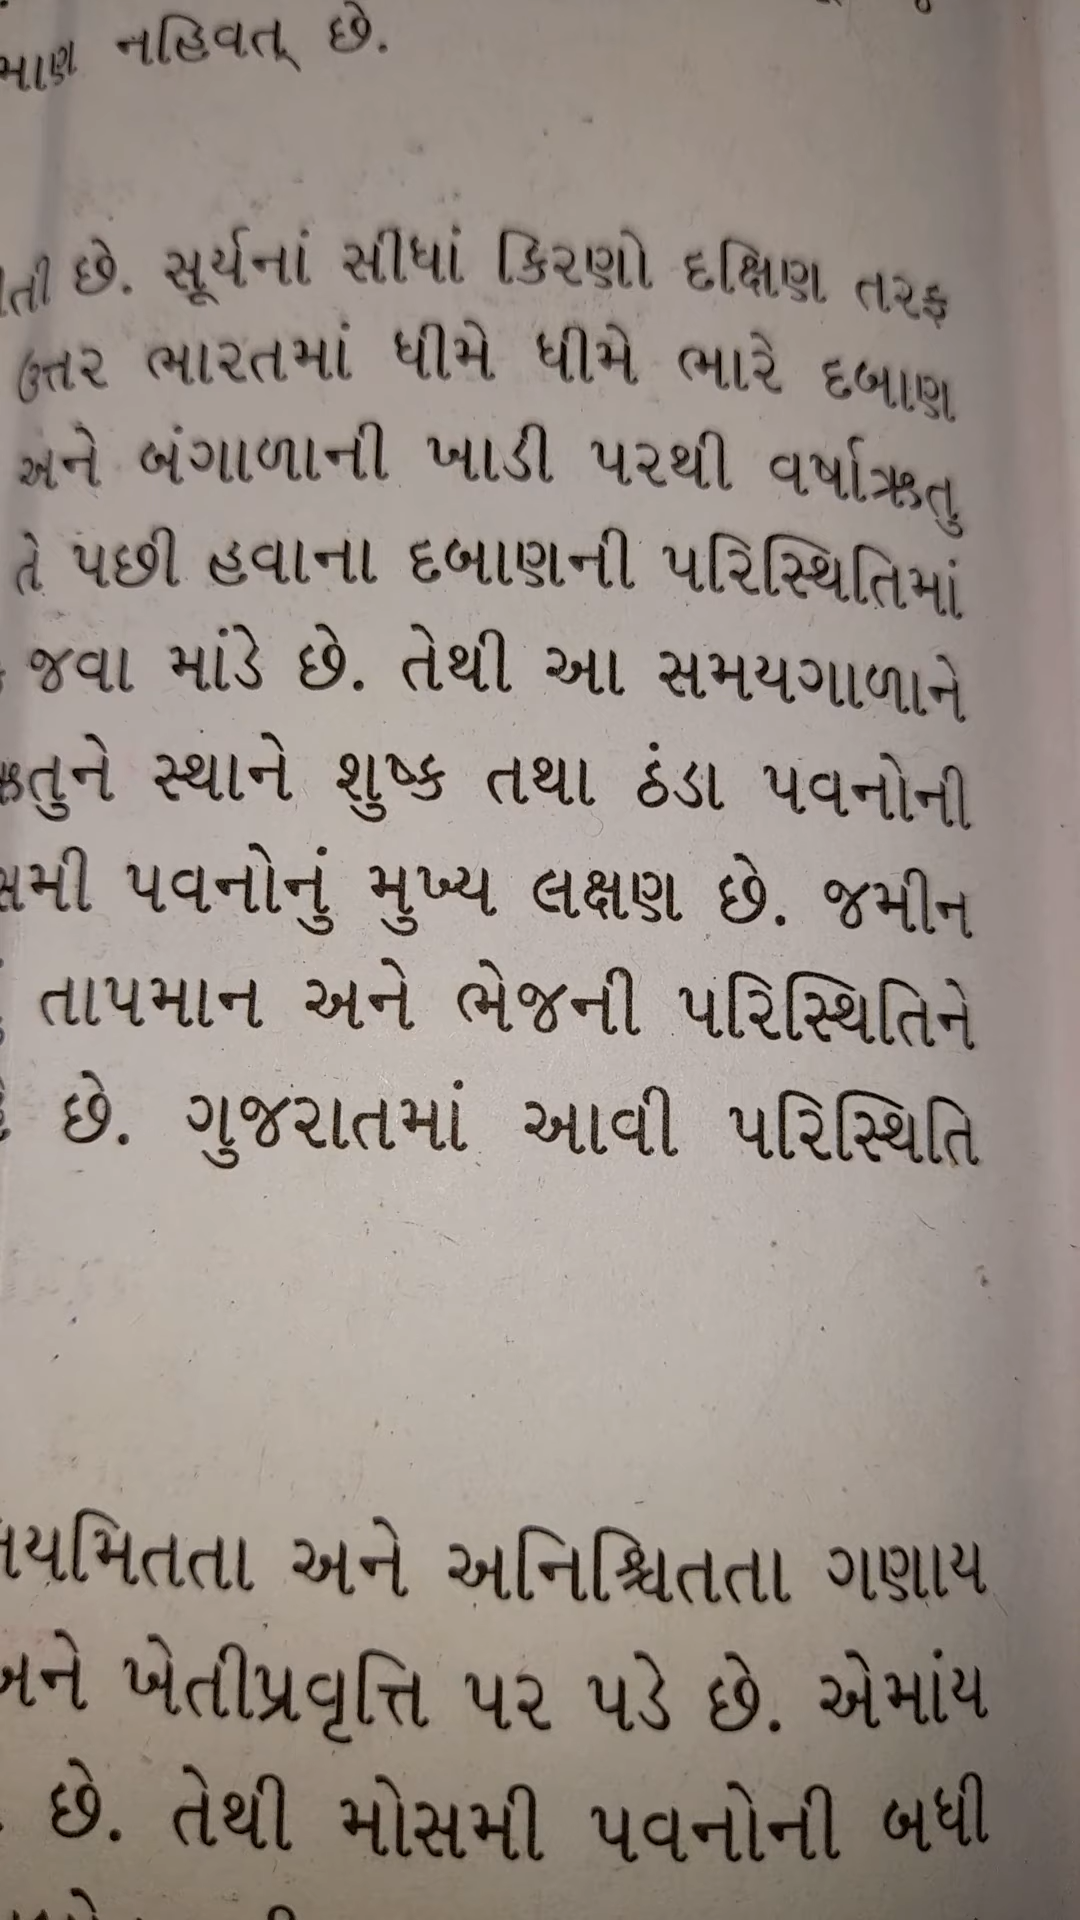 નહિવત્ છે.
છે. સૂર્યનાં સીધાં કિરણો દક્ષિણ તરફ
ઉત્તર ભારતમાં ધીમે ધીમે ભારે દબાણ
અને બંગાળાની ખાડી પરથી વર્ષાઋતુ
તે પછી હવાના દબાણની પરિસ્થિતિમાં
જવા માંડે છે. તેથી આ સમયગાળાને
સ્થાને શુષ્ક તથા ઠંડા પવનોની
પવનોનું મુખ્ય લક્ષણ છે. જમીન
તાપમાન અને ભેજની પરિસ્થિતિને
છે. ગુજરાતમાં આવી પરિસ્થિતિ
અને અનિશ્ચિતતા ગણાય
અને ખેતીપ્રવૃત્તિ પર પડે છે. એમાંય
છે. તેથી મોસમી પવનોની બધી